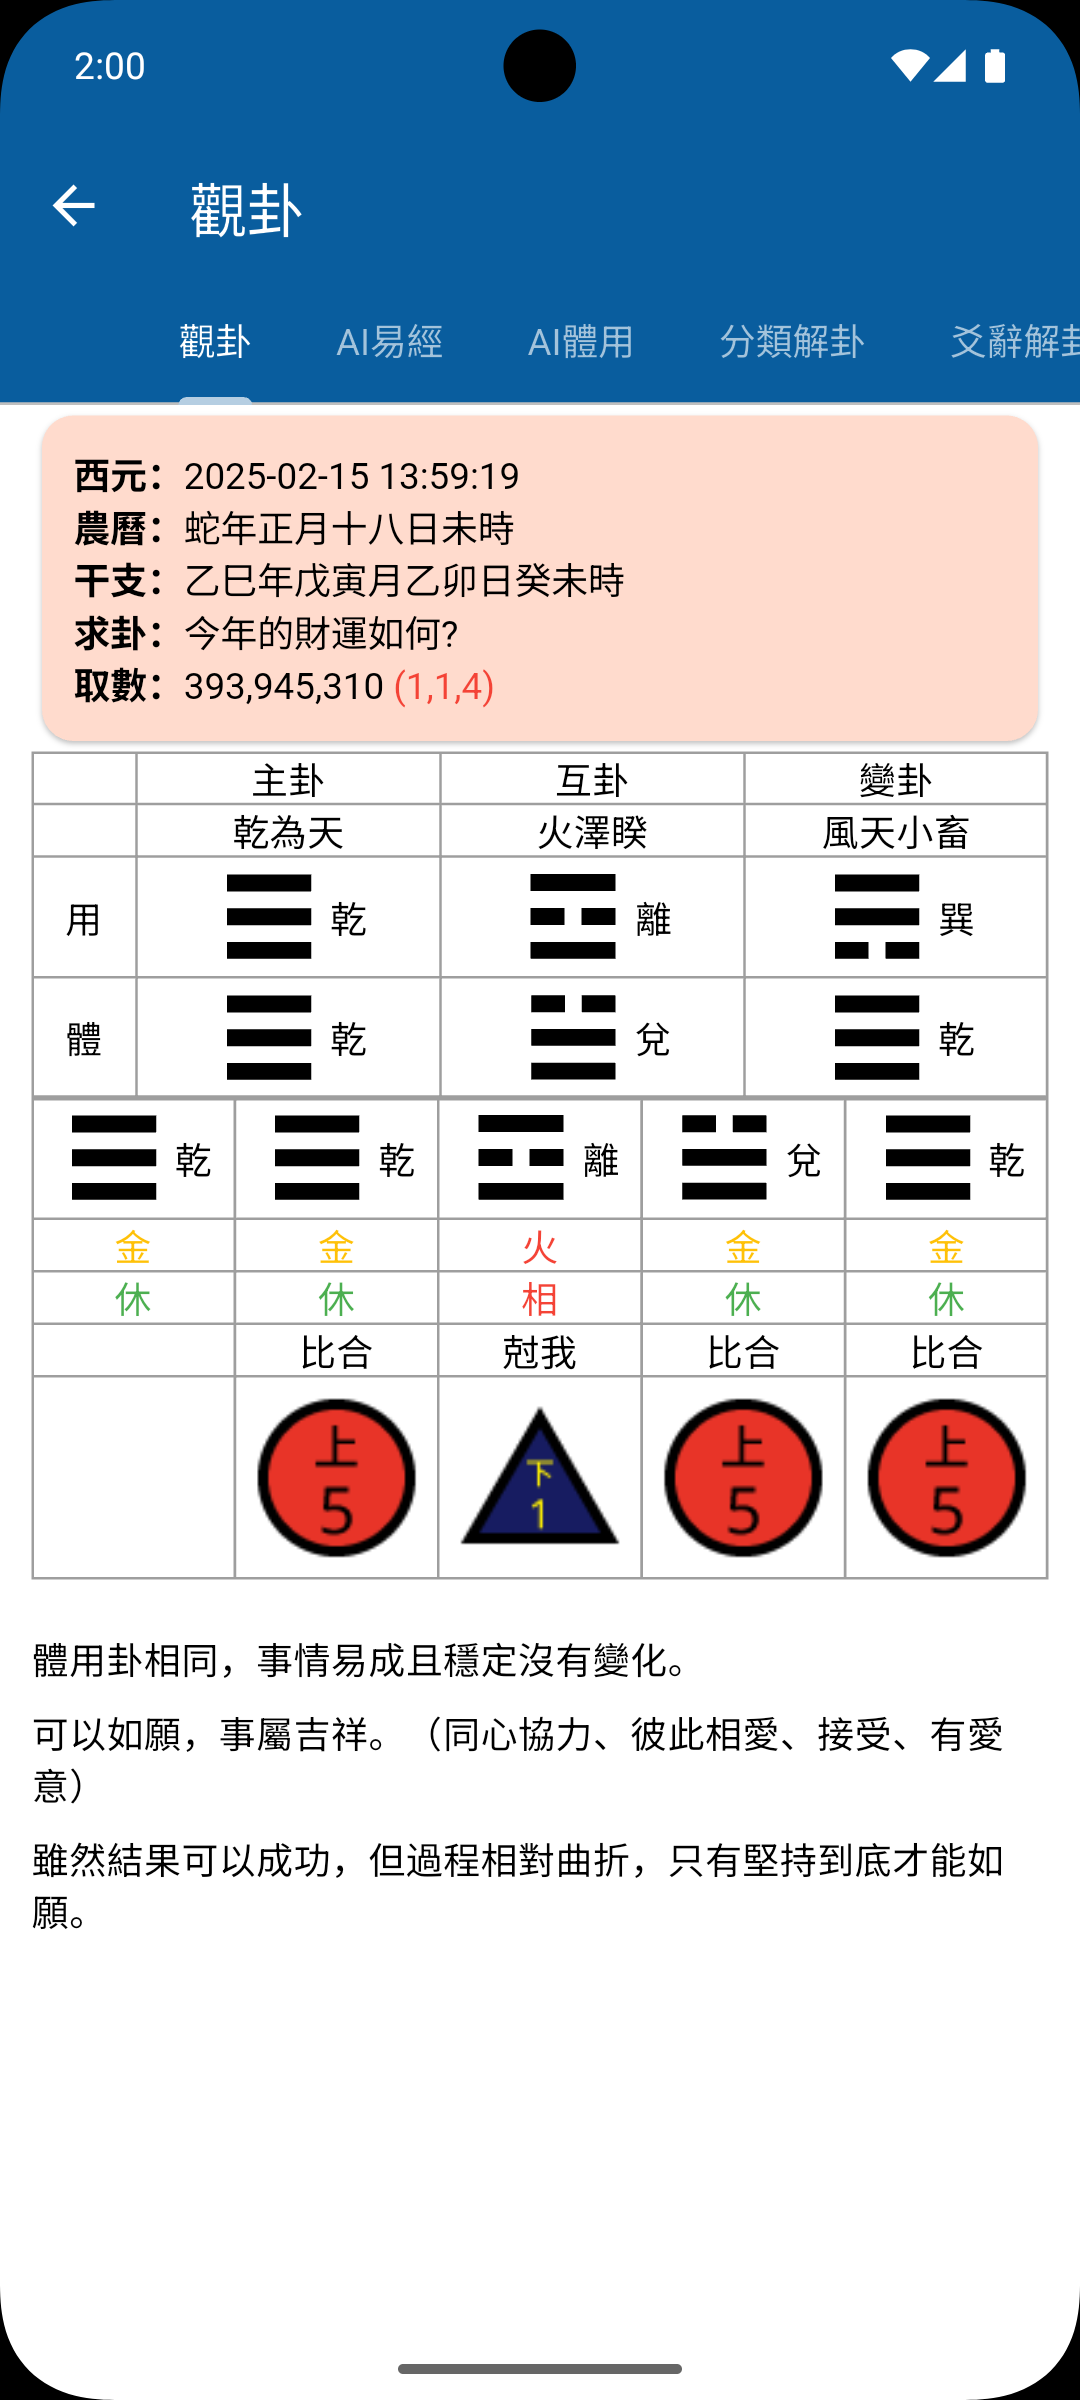 2:00
觀卦
觀卦 AI易經 AI體用 分類解卦 爻辭解卦
西元：2025-02-15 13:59:19
農曆：蛇年正月十八日未時
干支：乙巳年戊寅月乙卯日癸未時
求卦：今年的財運如何?
取數：393,945,310 (1,1,4)
主卦 互卦 變卦
乾為天 火澤睽 風天小畜
用 乾 離 巽
體 乾 兌 乾
乾 乾 離 兌 乾
金 金 火 金 金
休 休 相 休 休
比合 尅我 比合 比合
上 下 上 上
5 1 5 5
體用卦相同，事情易成且穩定沒有變化。
可以如願，事屬吉祥。（同心協力、彼此相愛、接受、有愛
意）
雖然結果可以成功，但過程相對曲折，只有堅持到底才能如
願。